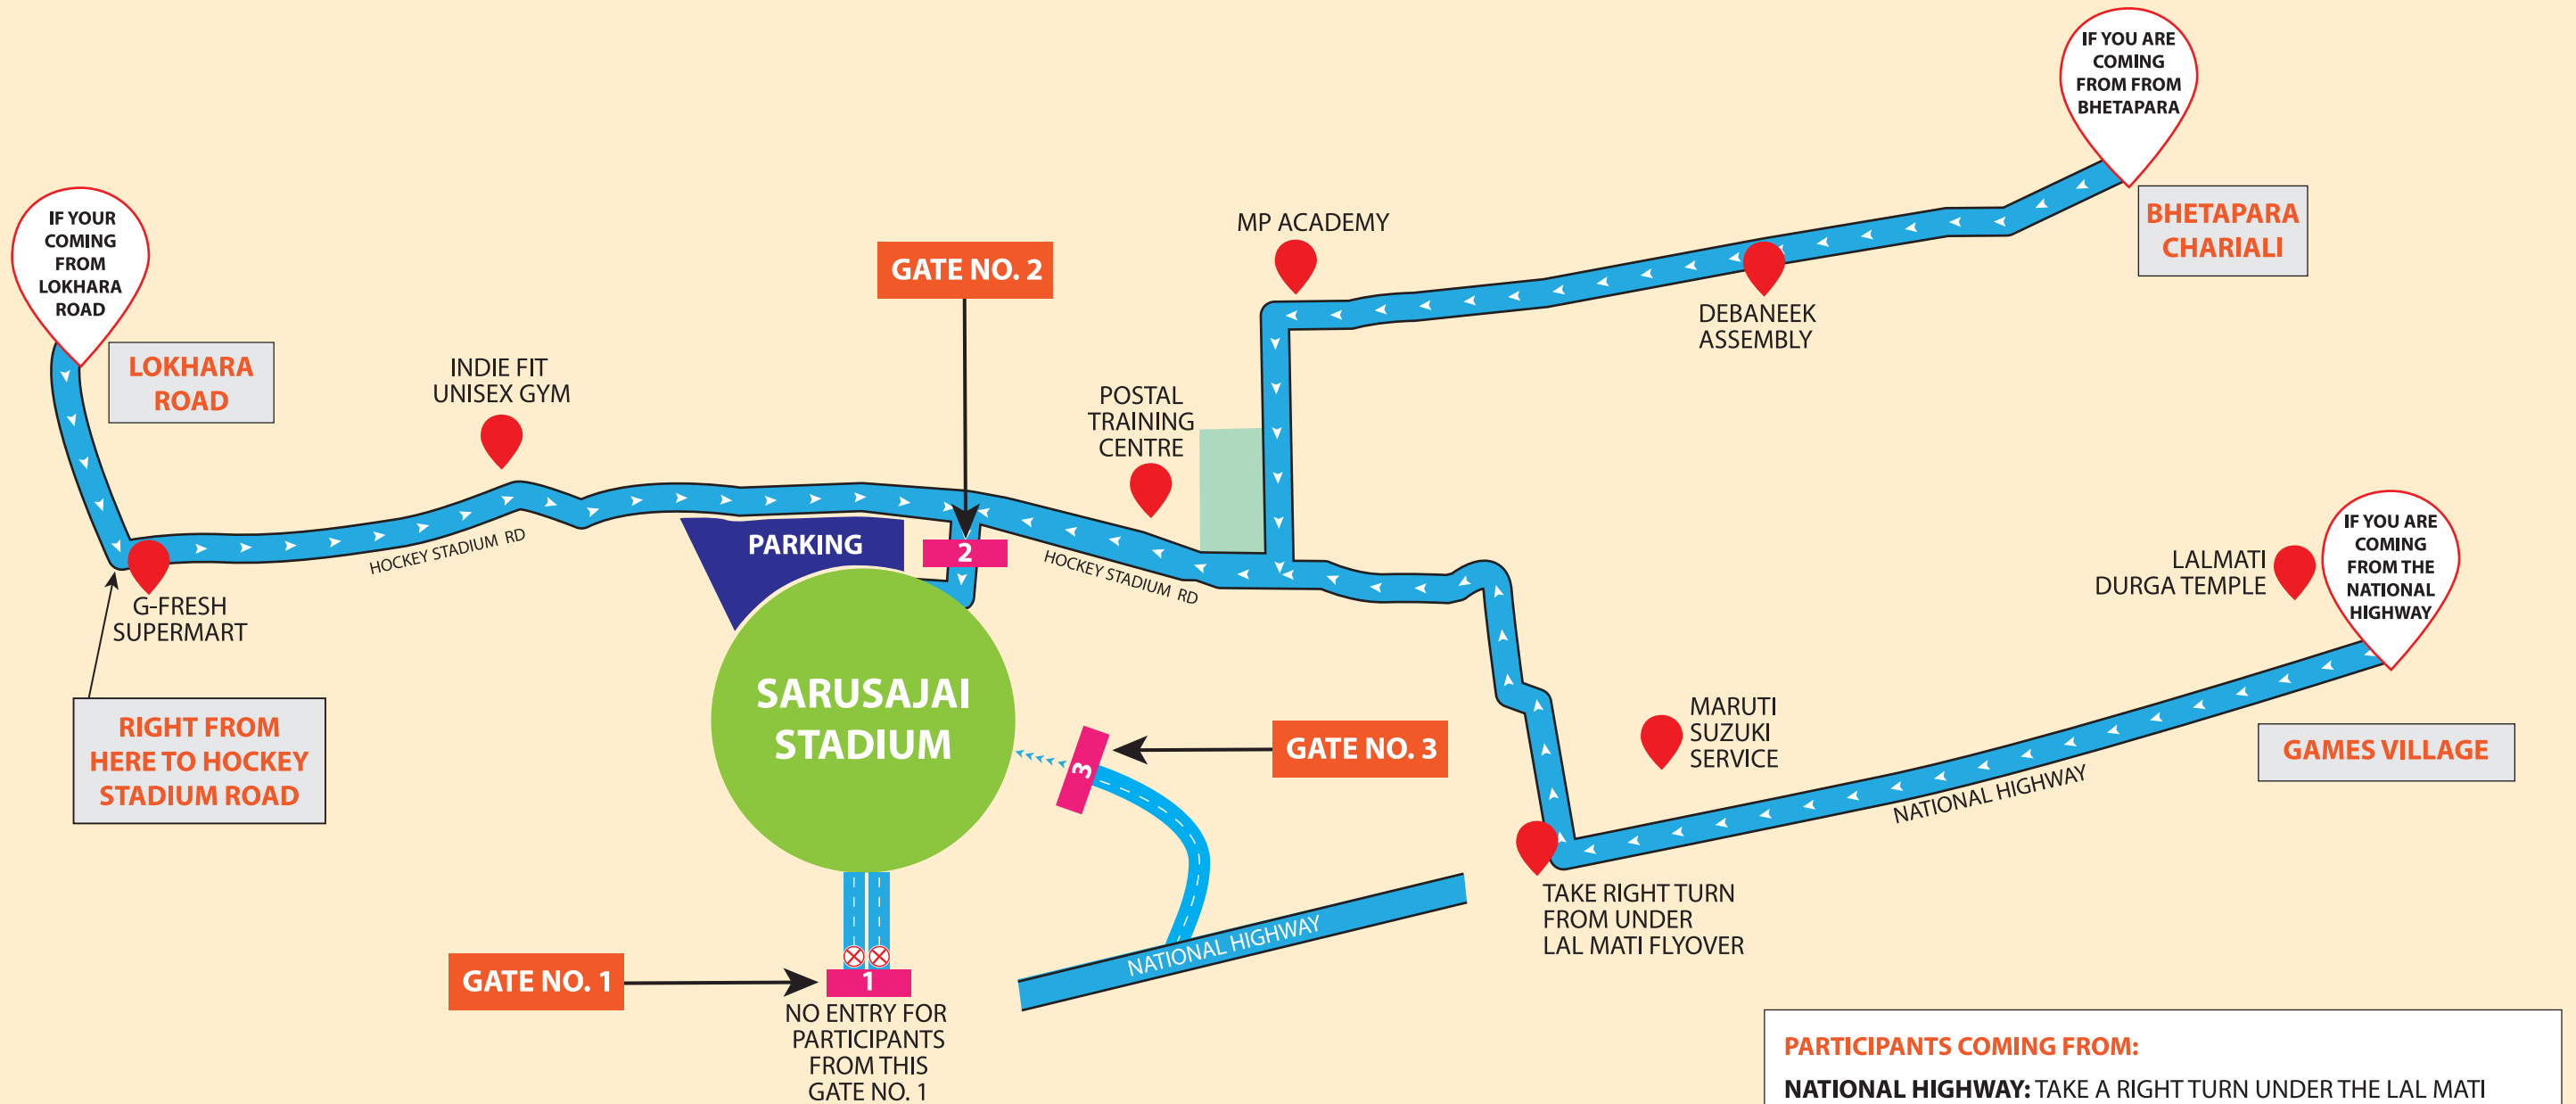 IF YOU ARE
COMING
FROM FROM
BHETAPARA
BHETAPARA
CHARIALI
IF YOUR
COMING
FROM
LOKHARA
ROAD
LOKHARA
ROAD
MP ACADEMY
GATE NO. 2
DEBANEEK
ASSEMBLY
INDIE FIT
UNISEX GYM
POSTAL
TRAINING
CENTRE
HOCKEY STADIUM RD
PARKING
2
HOCKEY STADIUM RD
G-FRESH
SUPERMART
RIGHT FROM
HERE TO HOCKEY
STADIUM ROAD
SARUSAJAI
STADIUM
3
GATE NO. 3
MARUTI
SUZUKI
SERVICE
LALMATI
DURGA TEMPLE
IF YOU ARE
COMING
FROM THE
NATIONAL
HIGHWAY
GAMES VILLAGE
NATIONAL HIGHWAY
TAKE RIGHT TURN
FROM UNDER
LAL MATI FLYOVER
NATIONAL HIGHWAY
GATE NO. 1
1
NO ENTRY FOR
PARTICIPANTS
FROM THIS
GATE NO. 1
PARTICIPANTS COMING FROM:
NATIONAL HIGHWAY: TAKE A RIGHT TURN UNDER THE LAL MATI